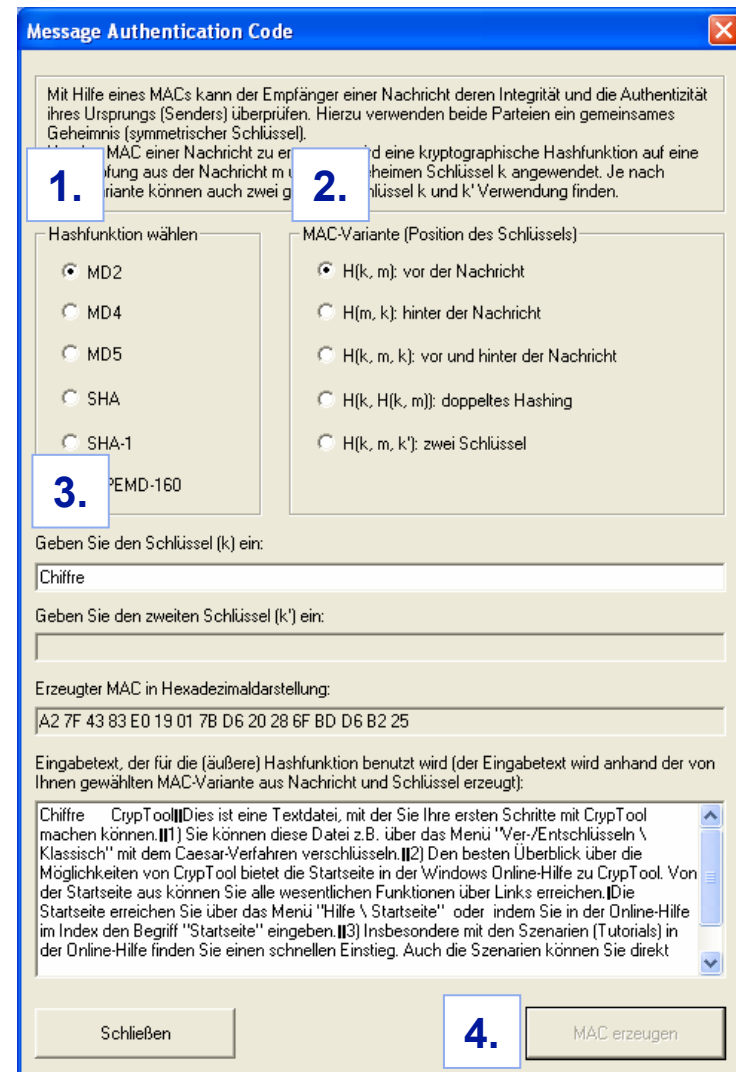 Message Authentication Code
Mit Hilfe eines MACs kann der Empfänger einer Nachricht deren Integrität und die Authentizität
ihres Ursprungs (Senders) überprüfen. Hierzu verwenden beide Parteien ein gemeinsames
Geheimnis (symmetrischer Schlüssel).
MAC einer Nachricht zu eine kryptographische Hashfunktion auf eine
aus der Nachricht m Schlüssel k angewendet. Je nach
können auch zwei k und k' Verwendung finden.
1.
2.
Hashfunktion wählen
MD2
MD4
MD5
SHA
SHA-1
PEMD-160
3.
MAC-Variante (Position des Schlüssels)
H(k, m): vor der Nachricht
H(m, k): hinter der Nachricht
H(k, m, k): vor und hinter der Nachricht
H(k, H(k, m)): doppeltes Hashing
H(k, m, k'): zwei Schlüssel
Geben Sie den Schlüssel (k) ein:
Chiffre
Geben Sie den zweiten Schlüssel (k') ein:
Erzeugter MAC in Hexadezimaldarstellung:
A2 7F 43 83 E0 19 01 7B D6 20 28 6F BD D6 B2 25
Eingabetext, der für die (äußere) Hashfunktion benutzt wird (der Eingabetext wird anhand der von
Ihnen gewählten MAC-Variante aus Nachricht und Schlüssel erzeugt):
Chiffre CrypTool||Dies ist eine Textdatei, mit der Sie Ihre ersten Schritte mit CrypTool
machen können.||1) Sie können diese Datei z.B. über das Menü "Ver-/Entschlüsseln \
Klassisch" mit dem Caesar-Verfahren verschlüsseln.||2) Den besten Überblick über die
Möglichkeiten von CrypTool bietet die Startseite in der Windows Online-Hilfe zu CrypTool. Von
der Startseite aus können Sie alle wesentlichen Funktionen über Links erreichen.|Die
Startseite erreichen Sie über das Menü "Hilfe \ Startseite" oder indem Sie in der Online-Hilfe
im Index den Begriff "Startseite" eingeben.||3) Insbesondere mit den Szenarien (Tutorials) in
der Online-Hilfe finden Sie einen schnellen Einstieg. Auch die Szenarien können Sie direkt
Schließen
4.
MAC erzeugen